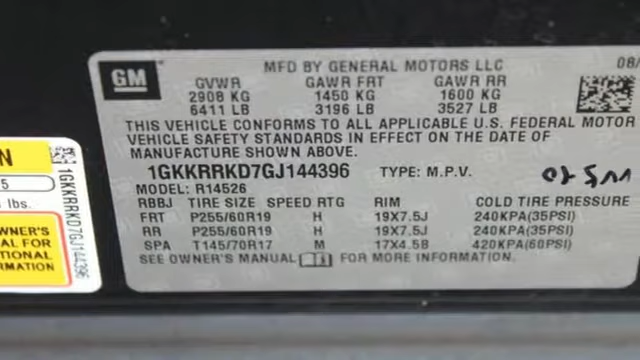 GM
MFD BY GENERAL MOTORS LLC 08/
GVWR GAWR FRT GAWR RR
2908 KG 1450 KG 1600 KG
6411 LB 3196 LB 3527 LB
THIS VEHICLE CONFORMS TO ALL APPLICABLE U.S. FEDERAL MOTOR
VEHICLE SAFETY STANDARDS IN EFFECT ON THE DATE OF
MANUFACTURE SHOWN ABOVE.
1GKKRRKD7GJ144396 TYPE: M.P.V.
MODEL: R14526
RBBJ TIRE SIZE SPEED RTG RIM COLD TIRE PRESSURE
FRT P255/60R19 H 19X7.5J 240KPA(35PSI)
RR P255/60R19 H 19X7.5J 240KPA(35PSI)
SPA T145/70R17 M 17X4.5B 420KPA(60PSI)
SEE OWNER'S MANUAL FOR MORE INFORMATION.
N
5
lbs.
OWNER'S
AL FOR
TIONAL
RMATION
1GKKRRKD7GJ144396